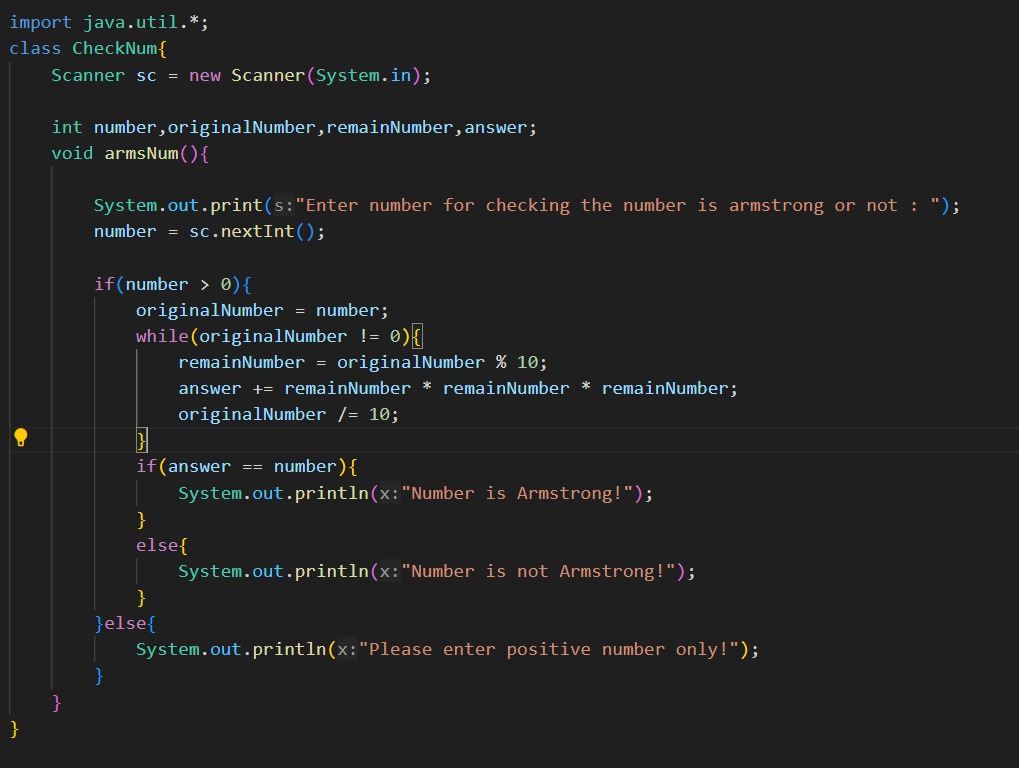 import java.util.*;
class CheckNum{
    Scanner sc = new Scanner(System.in);

    int number,originalNumber,remainNumber,answer;
    void armsNum(){

        System.out.print(s:"Enter number for checking the number is armstrong or not : ");
        number = sc.nextInt();

        if(number > 0){
            originalNumber = number;
            while(originalNumber != 0){
                remainNumber = originalNumber % 10;
                answer += remainNumber * remainNumber * remainNumber;
                originalNumber /= 10;
            }
            if(answer == number){
                System.out.println(x:"Number is Armstrong!");
            }
            else{
                System.out.println(x:"Number is not Armstrong!");
            }
        }else{
            System.out.println(x:"Please enter positive number only!");
        }
    }
}